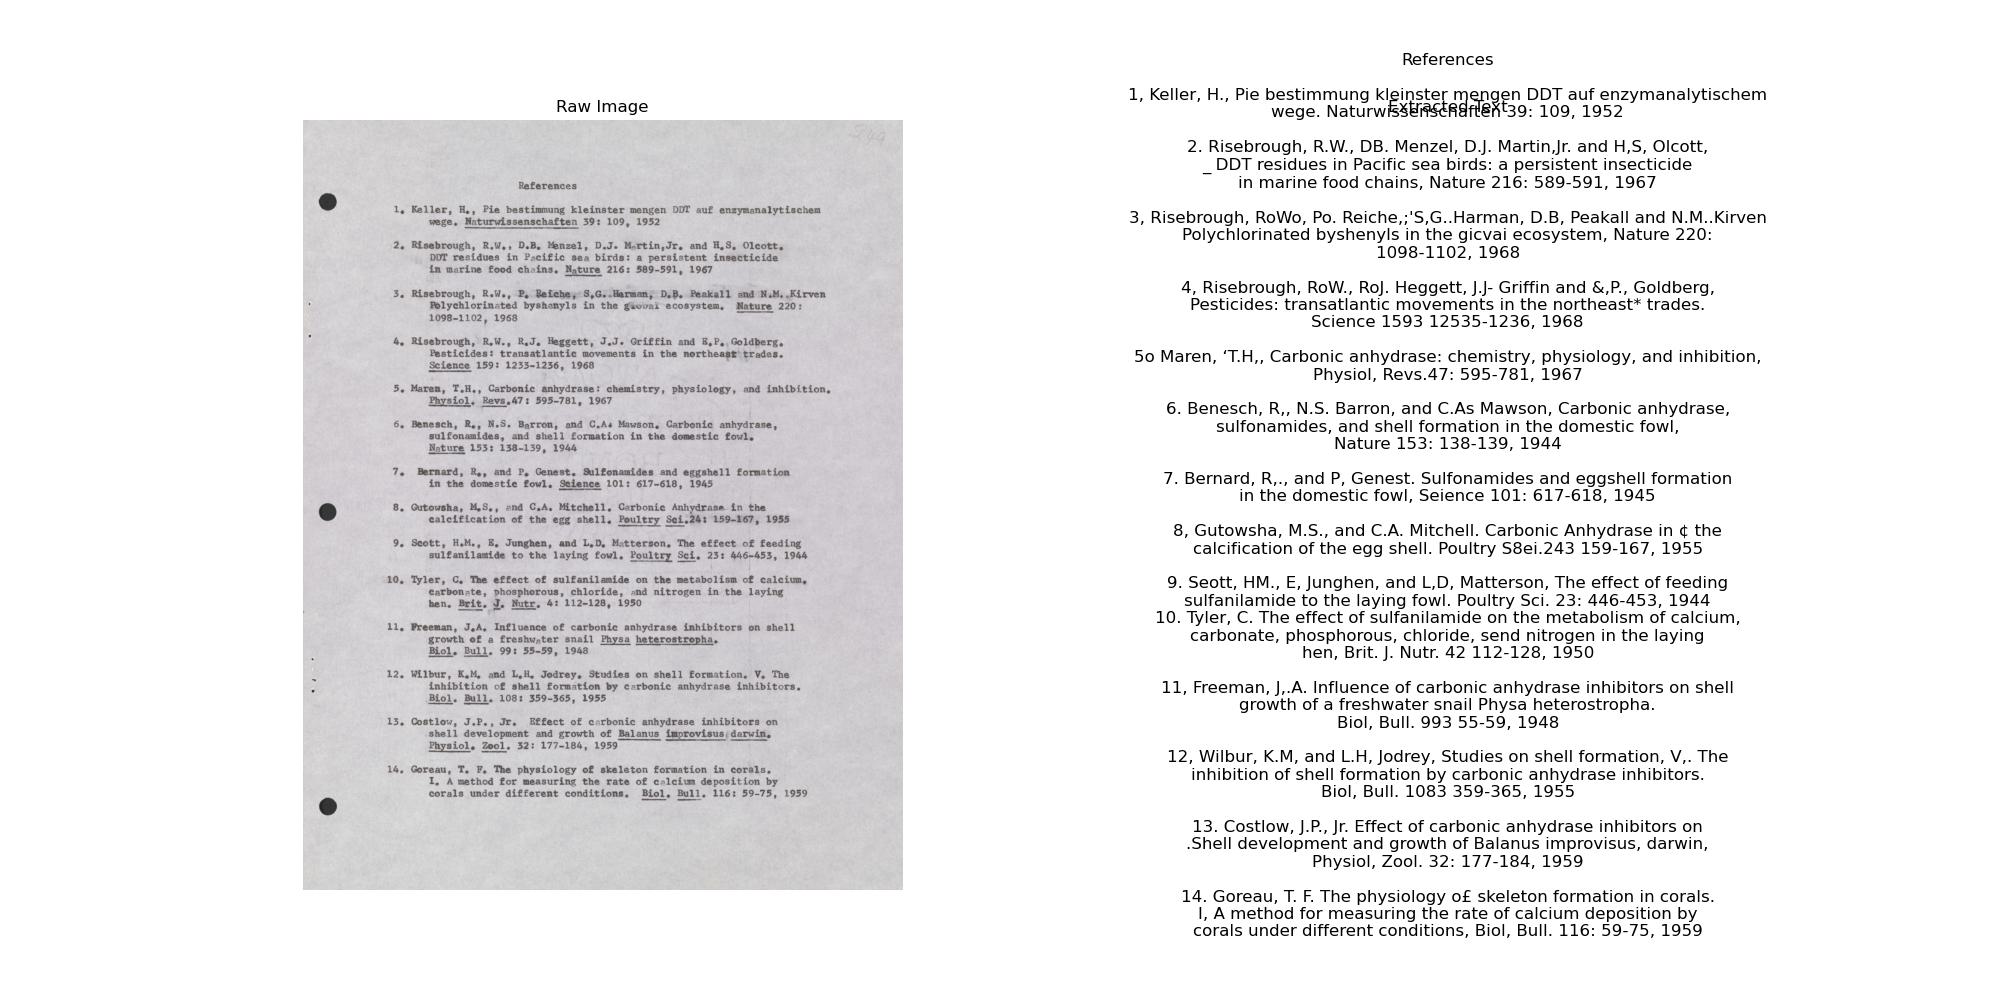 Raw Image
References
1. Keller, H., Pie bestimmung kleinster mengen DDT auf enzymanalytischem
wege. Naturwissenschaften 39: 109, 1952
2. Risebrough, R.W., D.B. Menzel, D.J. Martin,Jr. and H.S. Olcott.
DDT residues in Pacific sea birds: a persistent insecticide
in marine food chains. Nature 216: 589-591, 1967
3. Risebrough, R.W., P. Reiche, S.G. Harman, D.B. Peakall and N.M. Kirven
Polychlorinated byshenyls in the global ecosystem. Nature 220:
1098-1102, 1968
4. Risebrough, R.W., R.J. Heggett, J.J. Griffin and E.P. Goldberg.
Pesticides: transatlantic movements in the northeast trades.
Science 159: 1233-1236, 1968
5. Maren, T.H., Carbonic anhydrase: chemistry, physiology, and inhibition.
Physiol. Revs.47: 595-781, 1967
6. Benesch, R., N.S. Barron, and C.A. Mawson. Carbonic anhydrase,
sulfonamides, and shell formation in the domestic fowl.
Nature 153: 138-139, 1944
7. Bernard, R., and P. Genest. Sulfonamides and eggshell formation
in the domestic fowl. Science 101: 617-618, 1945
8. Gutowsha, M.S., and C.A. Mitchell. Carbonic Anhydrase in the
calcification of the egg shell. Poultry Sci.24: 159-167, 1955
9. Scott, H.M., E. Junghen, and L.D. Matterson. The effect of feeding
sulfanilamide to the laying fowl. Poultry Sci. 23: 446-453, 1944
10. Tyler, C. The effect of sulfanilamide on the metabolism of calcium.
carbonate, phosphorous, chloride, and nitrogen in the laying
hen. Brit. J. Nutr. 4: 112-128, 1950
11. Freeman, J.A. Influence of carbonic anhydrase inhibitors on shell
growth of a freshwater snail Physa heterostropha.
Biol. Bull. 99: 55-59, 1948
12. Wilbur, K.M. and L.H. Jodrey. Studies on shell formation. V. The
inhibition of shell formation by carbonic anhydrase inhibitors.
Biol. Bull. 108: 359-365, 1955
13. Costlow, J.P., Jr. Effect of carbonic anhydrase inhibitors on
shell development and growth of Balanus improvisus darwin.
Physiol. Zool. 32: 177-184, 1959
14. Goreau, T. F. The physiology of skeleton formation in corals.
I. A method for measuring the rate of calcium deposition by
corals under different conditions. Biol. Bull. 116: 59-75, 1959
References
1, Keller, H., Pie bestimmung kleinster mengen DDT auf enzymanalytischem
Extracted Text
wege. Naturwissenschaften 39: 109, 1952
2. Risebrough, R.W., DB. Menzel, D.J. Martin,Jr. and H,S, Olcott,
_ DDT residues in Pacific sea birds: a persistent insecticide
in marine food chains, Nature 216: 589-591, 1967
3, Risebrough, RoWo, Po. Reiche,;'S,G..Harman, D.B, Peakall and N.M..Kirven
Polychlorinated byshenyls in the gicvai ecosystem, Nature 220:
1098-1102, 1968
4, Risebrough, RoW., RoJ. Heggett, J.J- Griffin and &,P., Goldberg,
Pesticides: transatlantic movements in the northeast* trades.
Science 1593 12535-1236, 1968
5o Maren, ‘T.H,, Carbonic anhydrase: chemistry, physiology, and inhibition,
Physiol, Revs.47: 595-781, 1967
6. Benesch, R,, N.S. Barron, and C.As Mawson, Carbonic anhydrase,
sulfonamides, and shell formation in the domestic fowl,
Nature 153: 138-139, 1944
7. Bernard, R,., and P, Genest. Sulfonamides and eggshell formation
in the domestic fowl, Seience 101: 617-618, 1945
8, Gutowsha, M.S., and C.A. Mitchell. Carbonic Anhydrase in ¢ the
calcification of the egg shell. Poultry S8ei.243 159-167, 1955
9. Seott, HM., E, Junghen, and L,D, Matterson, The effect of feeding
sulfanilamide to the laying fowl. Poultry Sci. 23: 446-453, 1944
10. Tyler, C. The effect of sulfanilamide on the metabolism of calcium,
carbonate, phosphorous, chloride, send nitrogen in the laying
hen, Brit. J. Nutr. 42 112-128, 1950
11, Freeman, J,.A. Influence of carbonic anhydrase inhibitors on shell
growth of a freshwater snail Physa heterostropha.
Biol, Bull. 993 55-59, 1948
12, Wilbur, K.M, and L.H, Jodrey, Studies on shell formation, V,. The
inhibition of shell formation by carbonic anhydrase inhibitors.
Biol, Bull. 1083 359-365, 1955
13. Costlow, J.P., Jr. Effect of carbonic anhydrase inhibitors on
.Shell development and growth of Balanus improvisus, darwin,
Physiol, Zool. 32: 177-184, 1959
14. Goreau, T. F. The physiology o£ skeleton formation in corals.
I, A method for measuring the rate of calcium deposition by
corals under different conditions, Biol, Bull. 116: 59-75, 1959